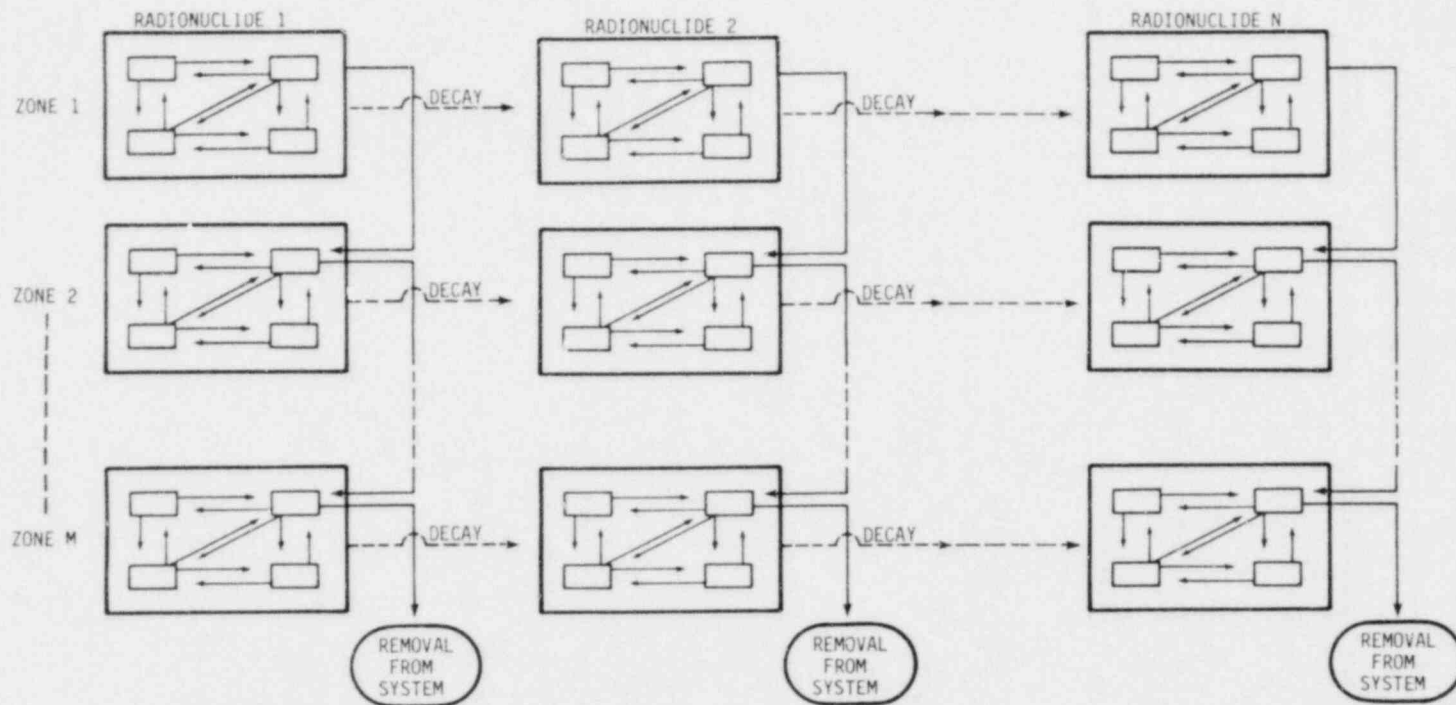 RADIONUCLIDE 1
RADIONUCLIDE 2
RADIONUCLIDE N
ZONE 1
DECAY
DECAY
ZONE 2
DECAY
DECAY
ZONE M
DECAY
DECAY
REMOVAL
FROM
SYSTEM
REMOVAL
FROM
SYSTEM
REMOVAL
FROM
SYSTEM